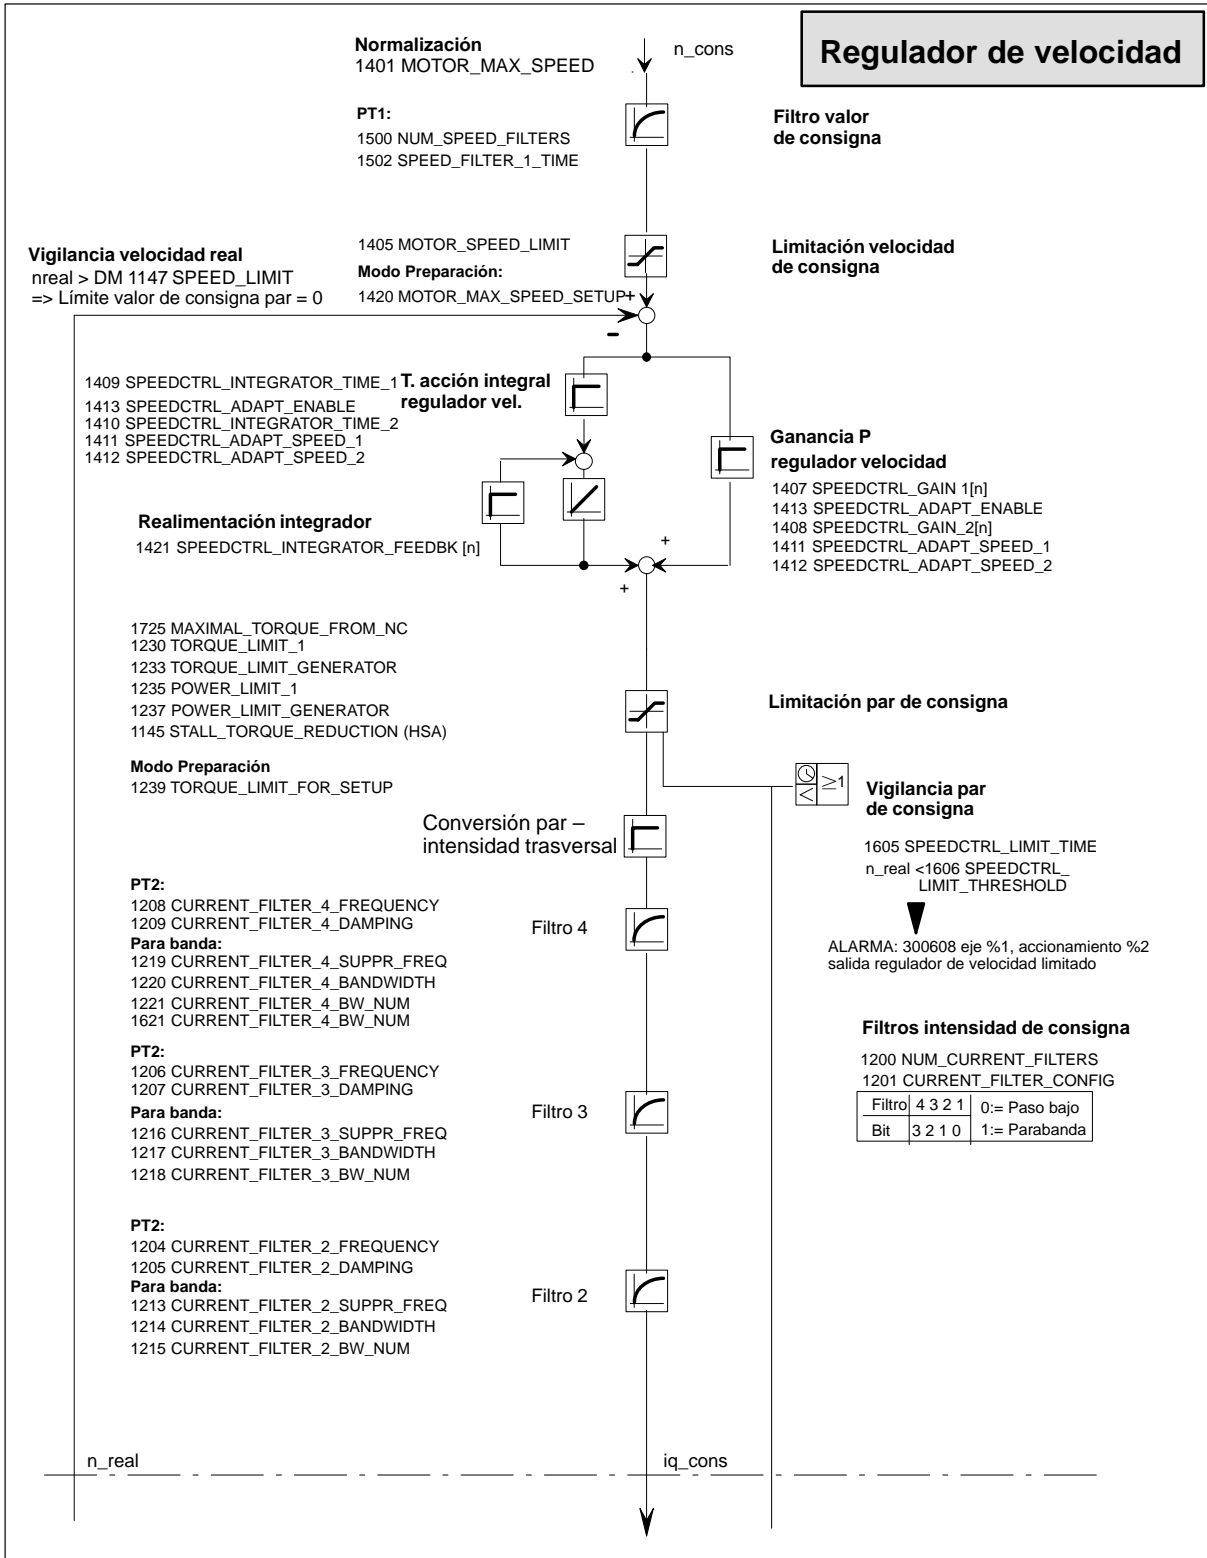 Regulador de velocidad
Normalización
1401 MOTOR_MAX_SPEED
n_cons
PT1:
1500 NUM_SPEED_FILTERS
1502 SPEED_FILTER_1_TIME
Filtro valor
de consigna
Vigilancia velocidad real
nreal > DM 1147 SPEED_LIMIT
=> Límite valor de consigna par = 0
1405 MOTOR_SPEED_LIMIT
Modo Preparación:
1420 MOTOR_MAX_SPEED_SETUP
+
−
Limitación velocidad
de consigna
1409 SPEEDCTRL_INTEGRATOR_TIME_1
1413 SPEEDCTRL_ADAPT_ENABLE
1410 SPEEDCTRL_INTEGRATOR_TIME_2
1411 SPEEDCTRL_ADAPT_SPEED_1
1412 SPEEDCTRL_ADAPT_SPEED_2
T. acción integral
regulador vel.
Ganancia P
regulador velocidad
1407 SPEEDCTRL_GAIN 1[n]
1413 SPEEDCTRL_ADAPT_ENABLE
1408 SPEEDCTRL_GAIN_2[n]
1411 SPEEDCTRL_ADAPT_SPEED_1
1412 SPEEDCTRL_ADAPT_SPEED_2
Realimentación integrador
1421 SPEEDCTRL_INTEGRATOR_FEEDBK [n]
+
+
1725 MAXIMAL_TORQUE_FROM_NC
1230 TORQUE_LIMIT_1
1233 TORQUE_LIMIT_GENERATOR
1235 POWER_LIMIT_1
1237 POWER_LIMIT_GENERATOR
1145 STALL_TORQUE_REDUCTION (HSA)
Modo Preparación
1239 TORQUE_LIMIT_FOR_SETUP
Limitación par de consigna
< ≥1
Vigilancia par
de consigna
1605 SPEEDCTRL_LIMIT_TIME
n_real <1606 SPEEDCTRL_
LIMIT_THRESHOLD
ALARMA: 300608 eje %1, accionamiento %2
salida regulador de velocidad limitado
Conversión par –
intensidad trasversal
PT2:
1208 CURRENT_FILTER_4_FREQUENCY
1209 CURRENT_FILTER_4_DAMPING
Para banda:
1219 CURRENT_FILTER_4_SUPPR_FREQ
1220 CURRENT_FILTER_4_BANDWIDTH
1221 CURRENT_FILTER_4_BW_NUM
1621 CURRENT_FILTER_4_BW_NUM
Filtro 4
Filtros intensidad de consigna
1200 NUM_CURRENT_FILTERS
1201 CURRENT_FILTER_CONFIG
Filtro 4 3 2 1 0:= Paso bajo
Bit 3 2 1 0 1:= Parabanda
PT2:
1206 CURRENT_FILTER_3_FREQUENCY
1207 CURRENT_FILTER_3_DAMPING
Para banda:
1216 CURRENT_FILTER_3_SUPPR_FREQ
1217 CURRENT_FILTER_3_BANDWIDTH
1218 CURRENT_FILTER_3_BW_NUM
Filtro 3
PT2:
1204 CURRENT_FILTER_2_FREQUENCY
1205 CURRENT_FILTER_2_DAMPING
Para banda:
1213 CURRENT_FILTER_2_SUPPR_FREQ
1214 CURRENT_FILTER_2_BANDWIDTH
1215 CURRENT_FILTER_2_BW_NUM
Filtro 2
n_real
iq_cons